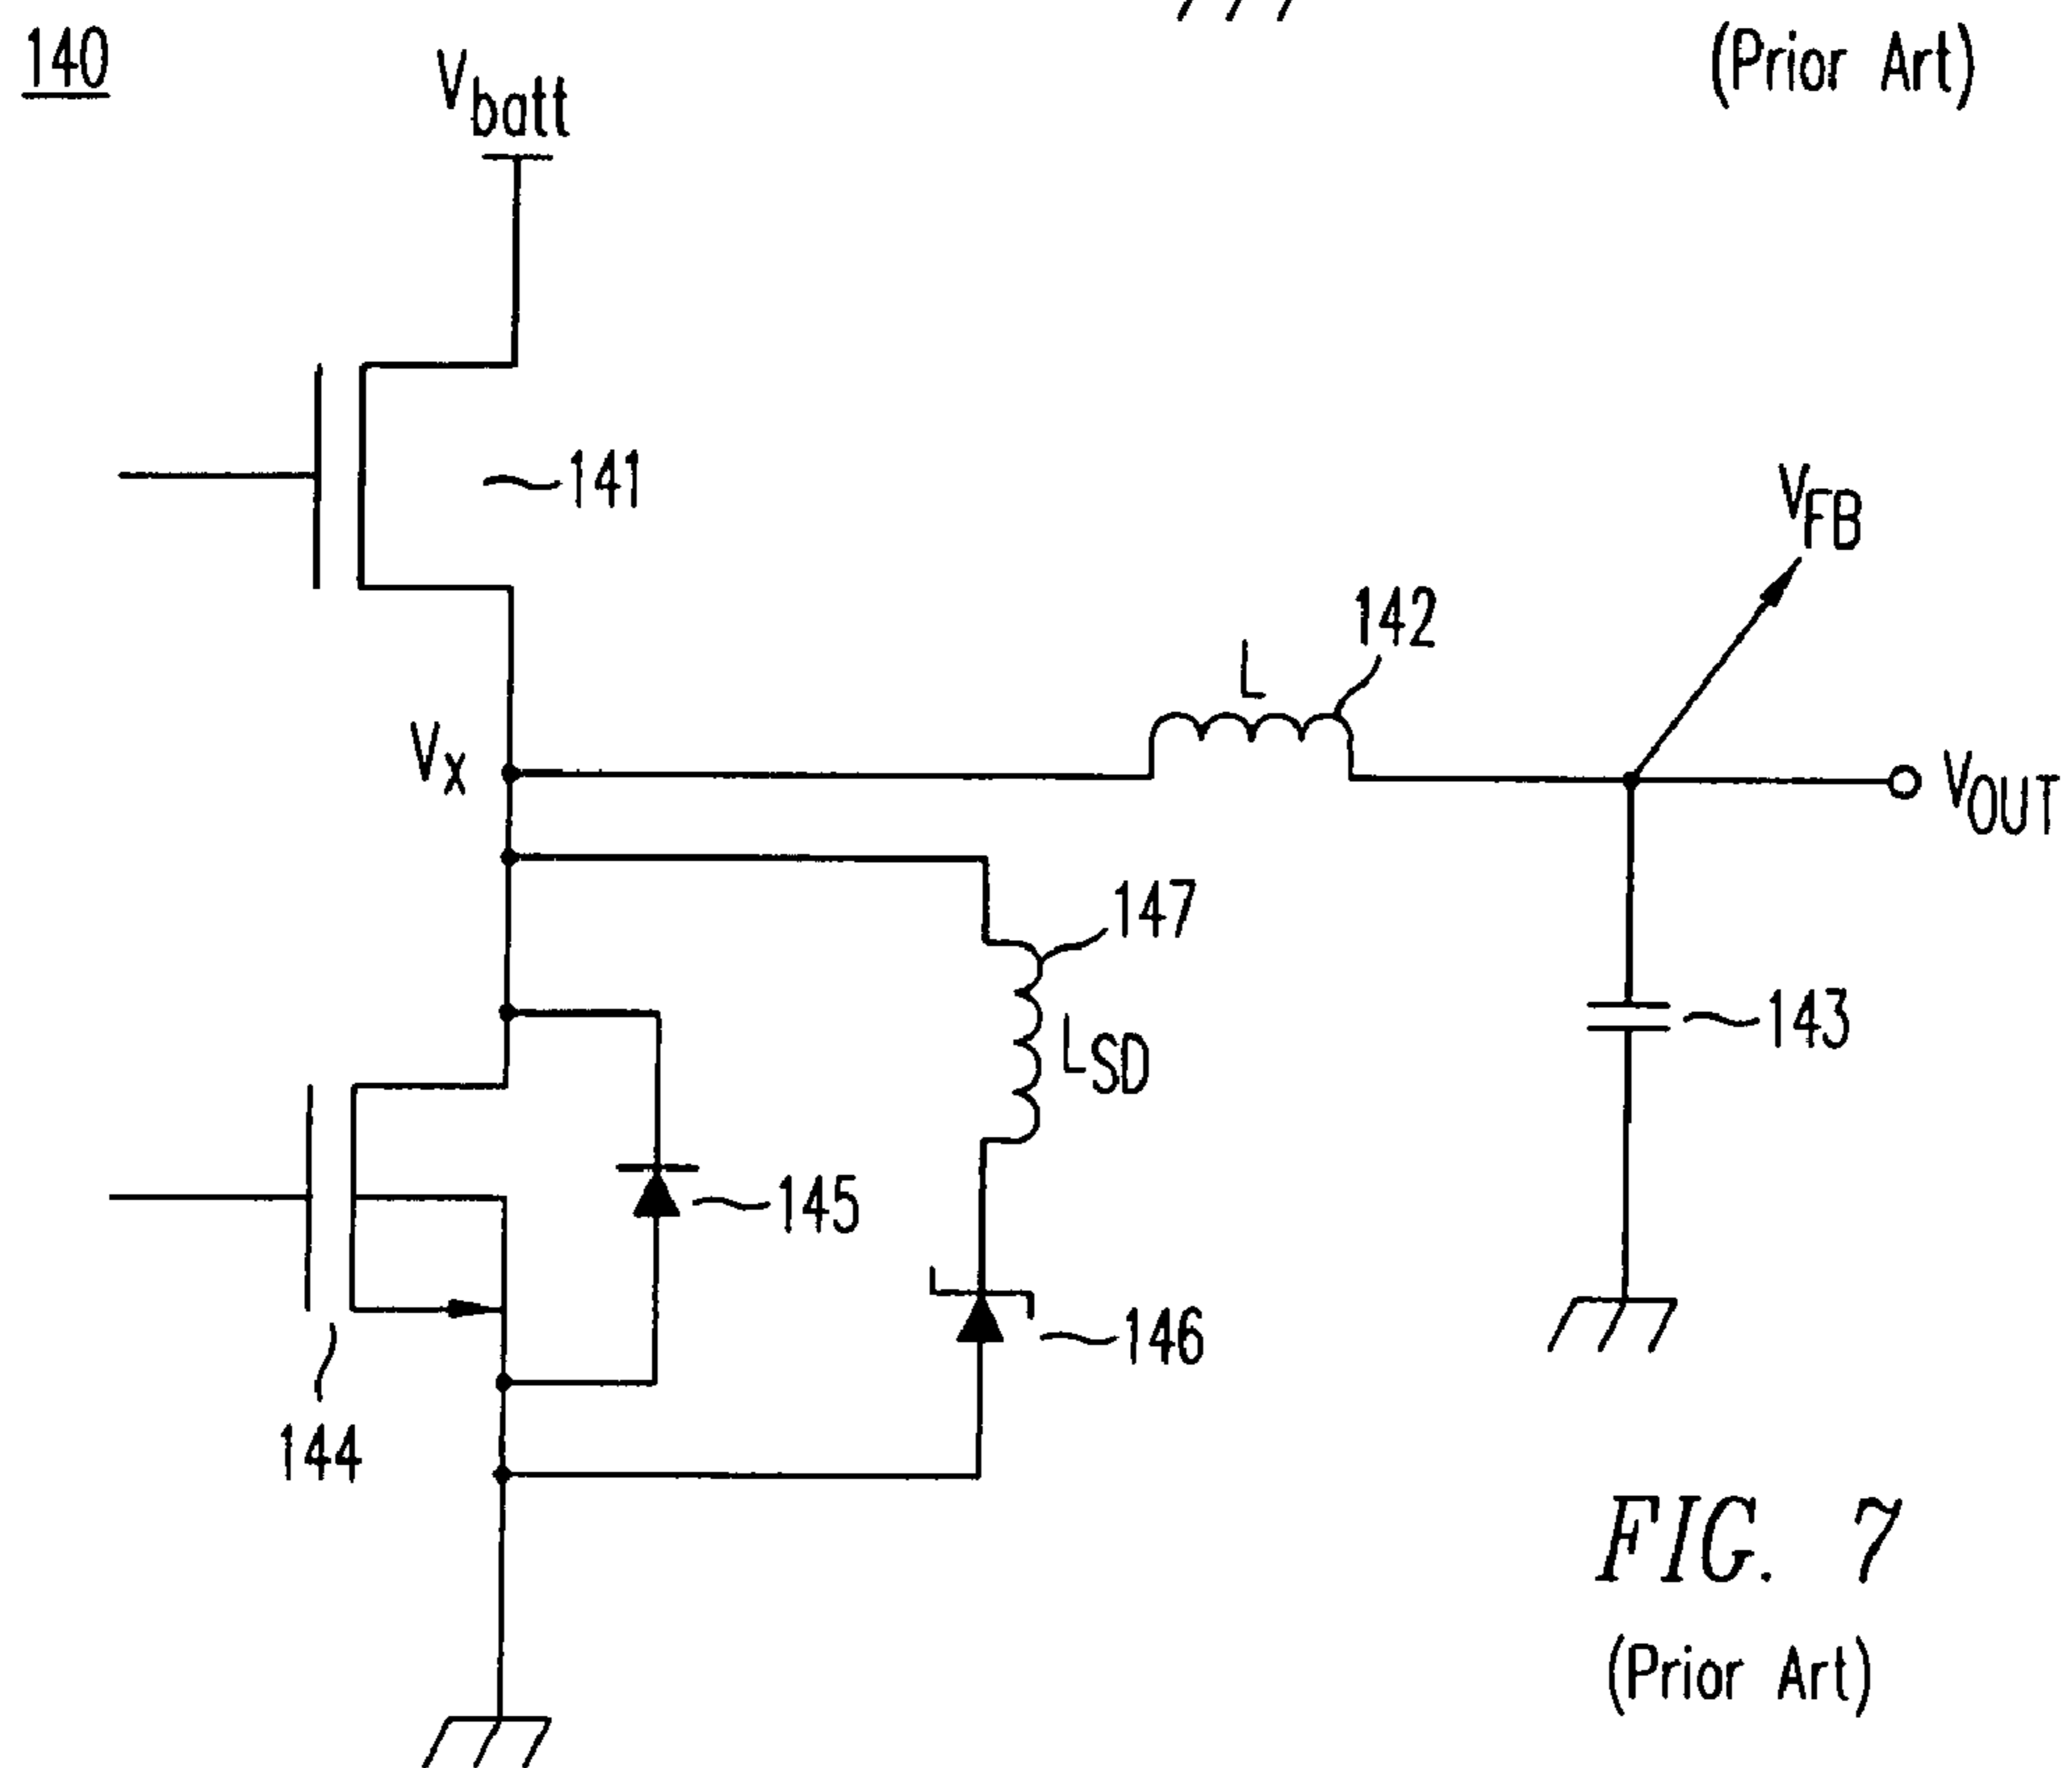 140
(Prior Art)
Vbatt
141
VFB
142
L
VX
VOUT
147
143
LSD
145
146
144
FIG. 7
(Prior Art)